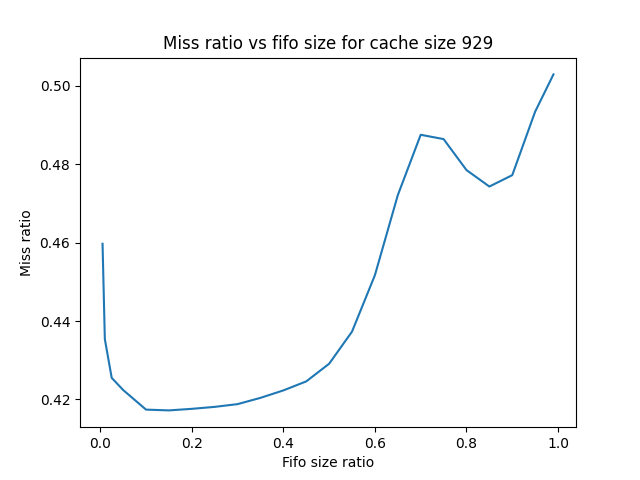 Miss ratio vs fifo size for cache size 929
0.50
0.48
0.46
0.44
0.42
Miss ratio
0.0 0.2 0.4 0.6 0.8 1.0
Fifo size ratio